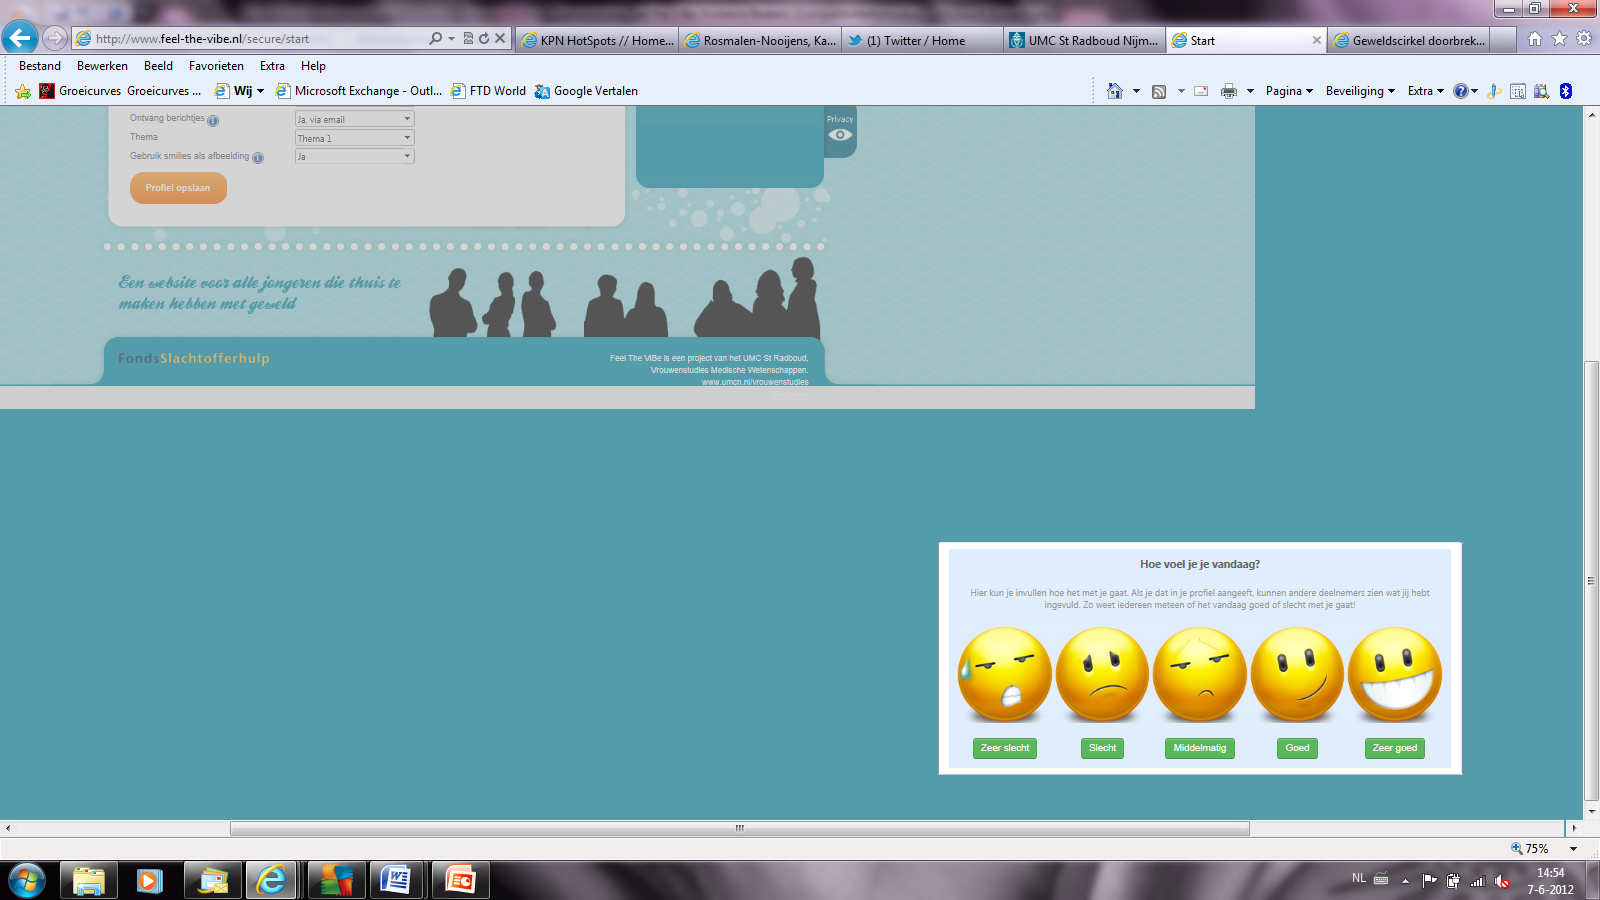 http://www.feel-the-vibe.nl/secure/start
KPN HotSpots // Home...
Rosmalen-Nooijens, Ka...
(1) Twitter / Home
UMC St Radboud Nijm...
Start
Geweldscirkel doorbrek...
Bestand Bewerken Beeld Favorieten Extra Help
Groeicurves Groeicurves ... Wij Microsoft Exchange - Outl... FTD World Google Vertalen
Pagina Beveiliging Extra
Ontvang berichtjes Ja, via email
Thema Thema 1
Gebruik smilies als afbeelding Ja
Profiel opslaan
Privacy
Een website voor alle jongeren die thuis te
maken hebben met geweld
FondsSlachtofferhulp
Feel The ViBe is een project van het UMC St Radboud,
Vrouwenstudies Medische Wetenschappen.
www.umcn.nl/vrouwenstudies
Hoe voel je je vandaag?
Hier kun je invullen hoe het met je gaat. Als je dat in je profiel aangeeft, kunnen andere deelnemers zien wat jij hebt
ingevuld. Zo weet iedereen meteen of het vandaag goed of slecht met je gaat!
Zeer slecht Slecht Middelmatig Goed Zeer goed
75%
NL
14:54
7-6-2012